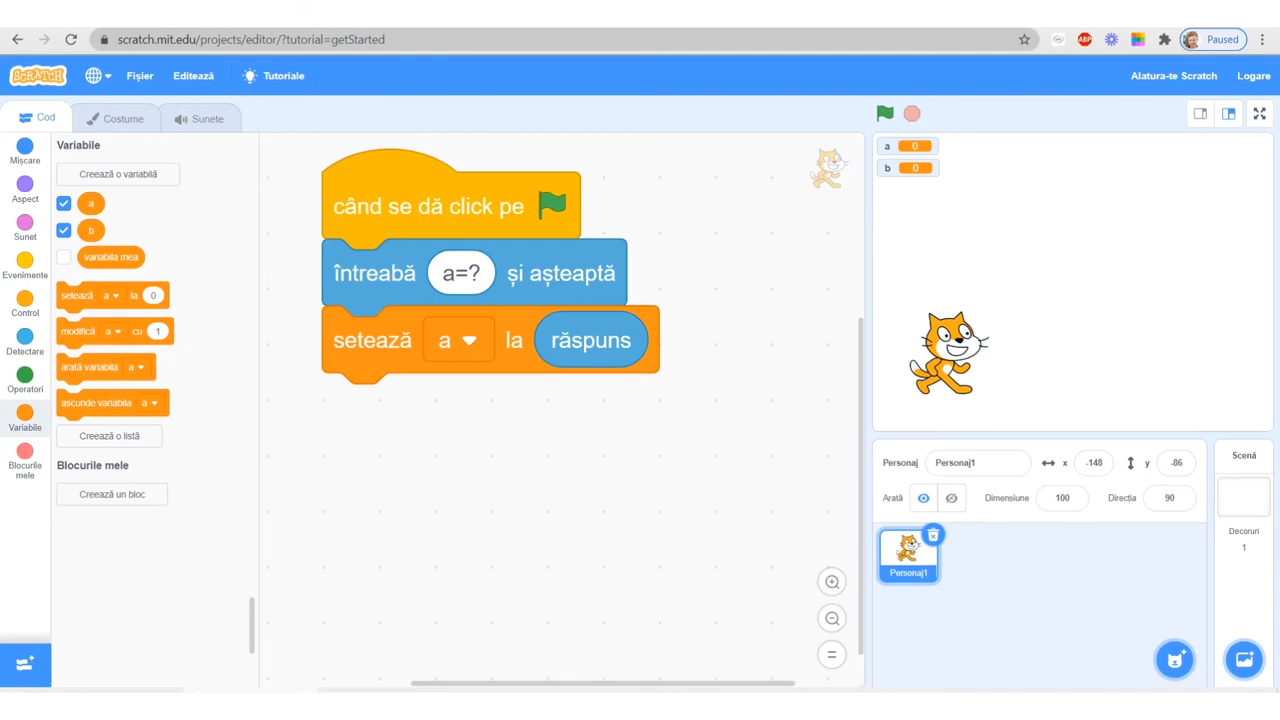 scratch.mit.edu/projects/editor/?tutorial=getStarted
ABP
Paused
SCRATCH
Fișier
Editează
Tutoriale
Alatura-te Scratch
Logare
Cod
Costume
Sunete
Mișcare
Aspect
Sunet
Evenimente
Control
Detectare
Operatori
Variabile
Blocurile
mele
Variabile
Creează o variabilă
a
b
variabila mea
setează a la 0
modifică a cu 1
arată variabila a
ascunde variabila a
Creează o listă
Blocurile mele
Creează un bloc
când se dă click pe
întreabă a=? și așteaptă
setează a la răspuns
a 0
b 0
Personaj Personaj1 x -148 y -86
Arată Dimensiune 100 Direcția 90
Personaj1
Scenă
Decoruri
1